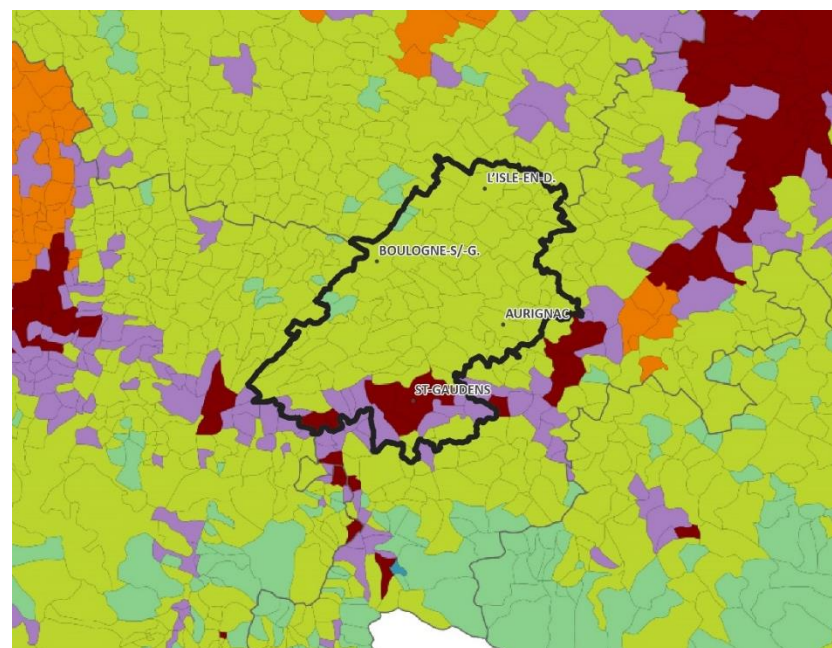 L'ISLE-EN-D.
BOULOGNE-S/-G.
AURIGNAC
ST-GAUDENS